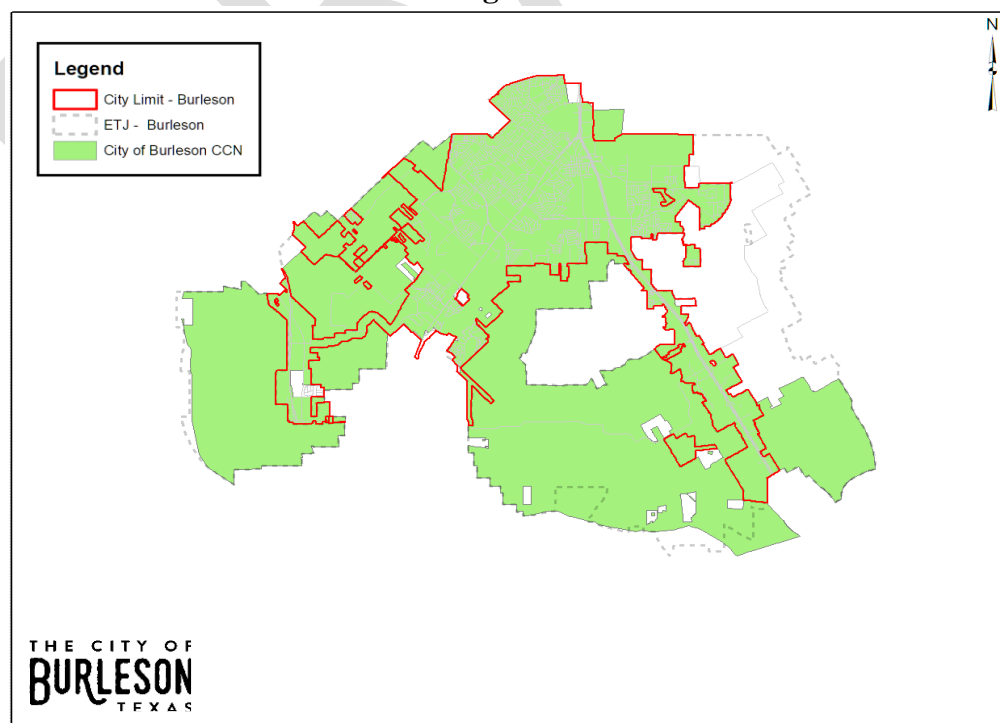 N
Legend
City Limit - Burleson
ETJ - Burleson
City of Burleson CCN
THE CITY OF
BURLESON
TEXAS